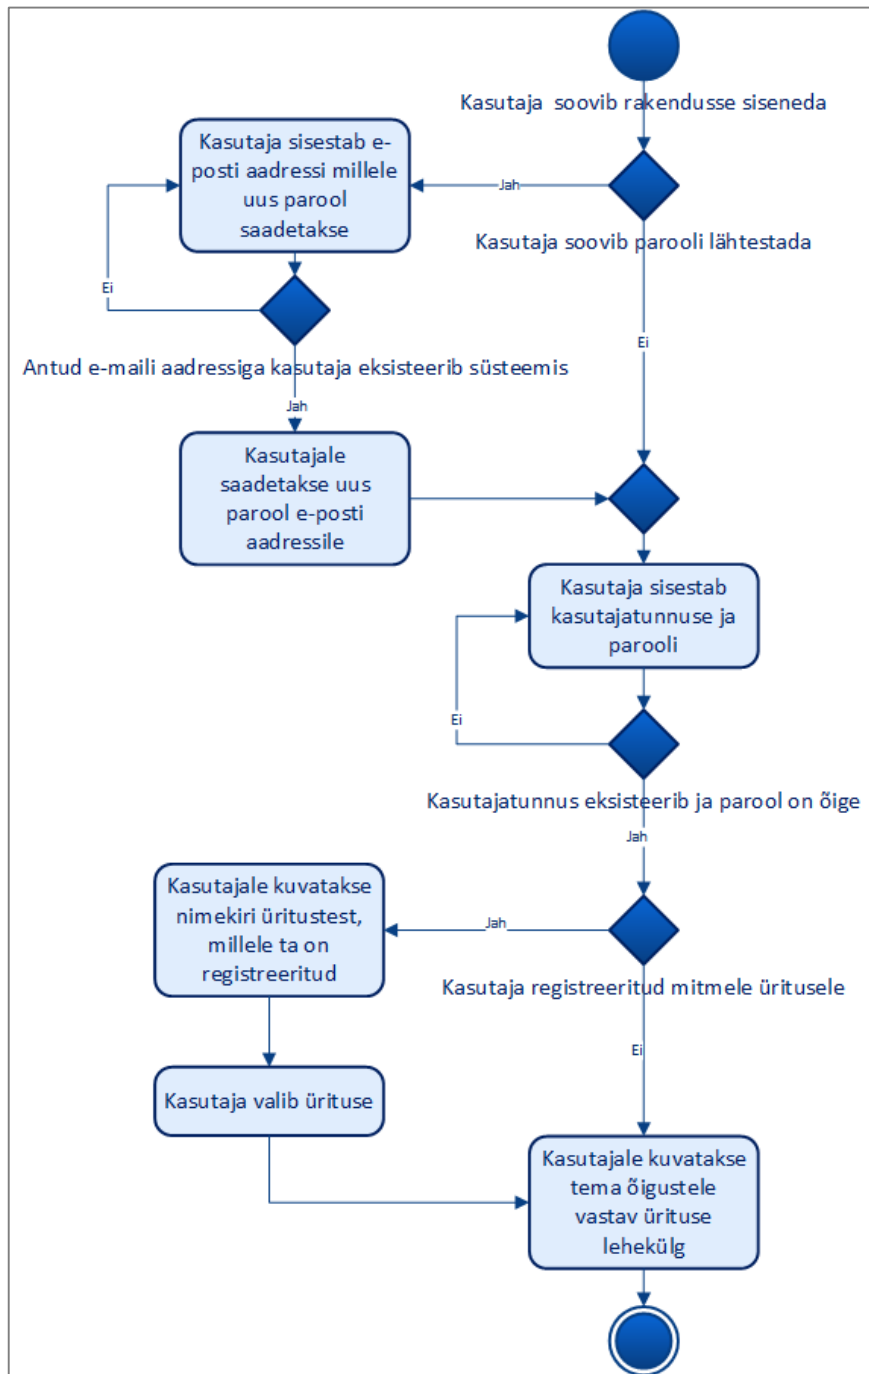 Kasutaja soovib rakendusse siseneda
Kasutaja sisestab e-
posti aadressi millele
uus parool
saadetakse
Jah
Kasutaja soovib parooli lähtestada
Ei
Antud e-maili aadressiga kasutaja eksisteerib süsteemis
Ei
Jah
Kasutajale
saadetakse uus
parool e-posti
aadressile
Kasutaja sisestab
kasutajatunnuse ja
parooli
Ei
Kasutajatunnus eksisteerib ja parool on õige
Jah
Kasutajale kuvatakse
nimekiri üritustest,
millele ta on
registreeritud
Jah
Kasutaja registreeritud mitmele üritusele
Ei
Kasutaja valib ürituse
Kasutajale kuvatakse
tema õigustele
vastav ürituse
lehekülg